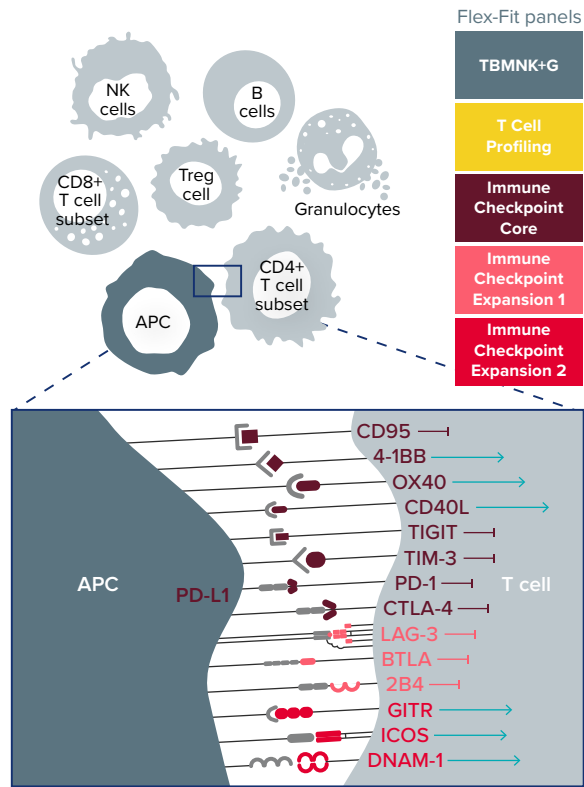 Flex-Fit panels
TBMNK+G
T Cell
Profiling
Immune
Checkpoint
Core
Immune
Checkpoint
Expansion 1
Immune
Checkpoint
Expansion 2
NK
cells
B
cells
CD8+
T cell
subset
Treg
cell
Granulocytes
CD4+
T cell
subset
APC
CD95
4-1BB
OX40
CD40L
TIGIT
TIM-3
APC
PD-L1
PD-1
T cell
CTLA-4
LAG-3
BTLA
2B4
GITR
ICOS
DNAM-1